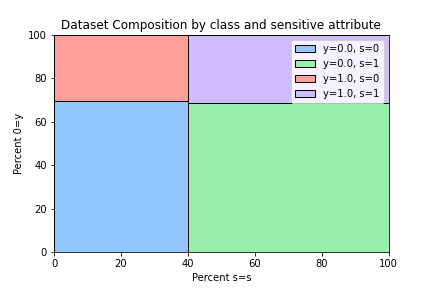 Dataset Composition by class and sensitive attribute
100
80
60
40
20
0
Percent 0=y
y=0.0, s=0
y=0.0, s=1
y=1.0, s=0
y=1.0, s=1
0 20 40 60 80 100
Percent s=s